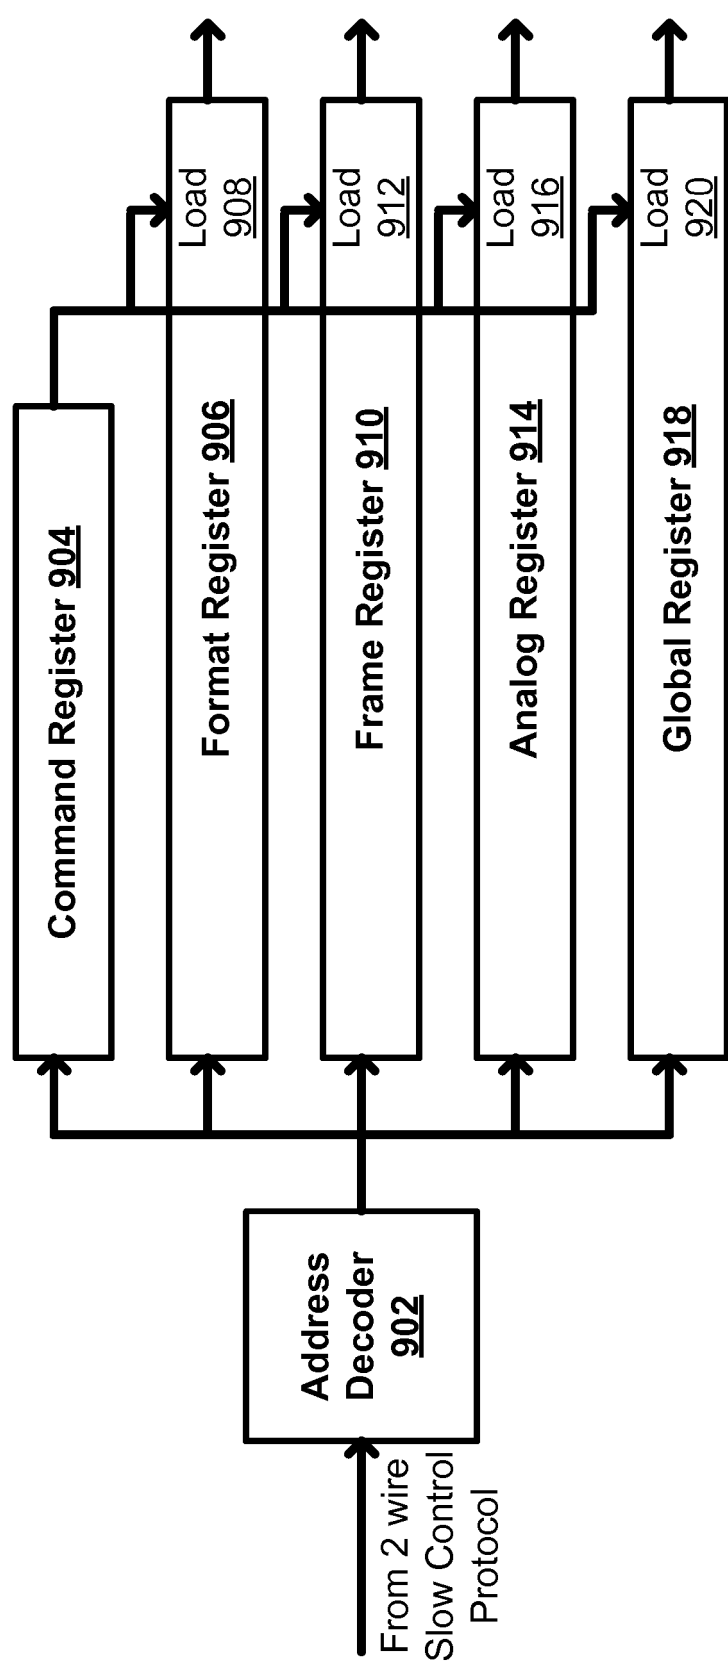 From 2 wire
Slow Control
Protocol
Address
Decoder
902
Command Register 904
Format Register 906
Load
908
Frame Register 910
Load
912
Analog Register 914
Load
916
Global Register 918
Load
920